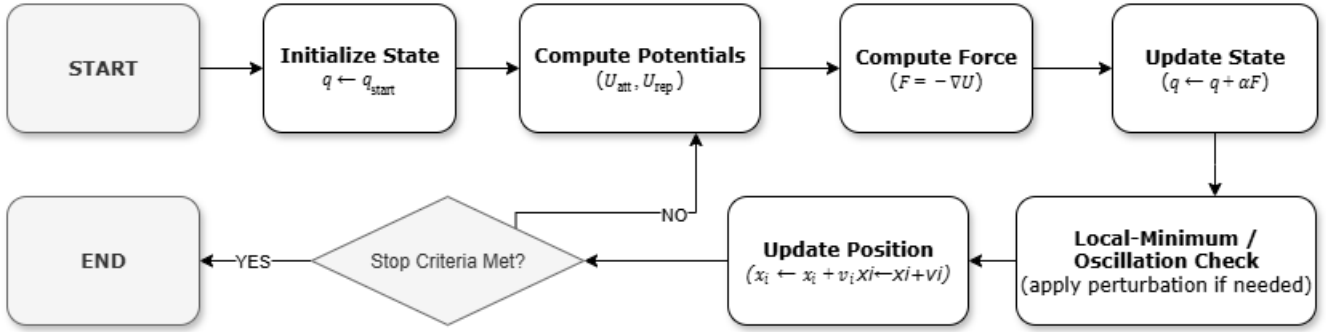 START
Initialize State
q ← q_start
Compute Potentials
(U_att, U_rep)
Compute Force
(F = −∇U)
Update State
(q ← q + αF)
END
YES
Stop Criteria Met?
NO
Update Position
(x_i ← x_i + v_i xi←xi+vi)
Local-Minimum /
Oscillation Check
(apply perturbation if needed)